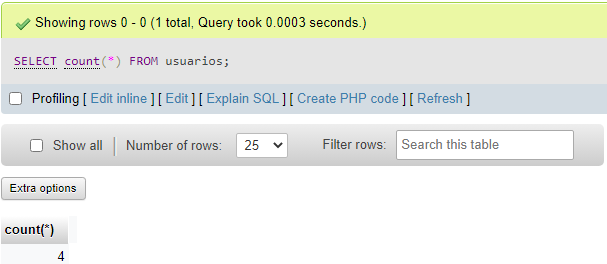 Showing rows 0 - 0 (1 total, Query took 0.0003 seconds.)
SELECT count(*) FROM usuarios;
Profiling [ Edit inline ] [ Edit ] [ Explain SQL ] [ Create PHP code ] [ Refresh ]
Show all Number of rows: 25 Filter rows: Search this table
Extra options
count(*)
4